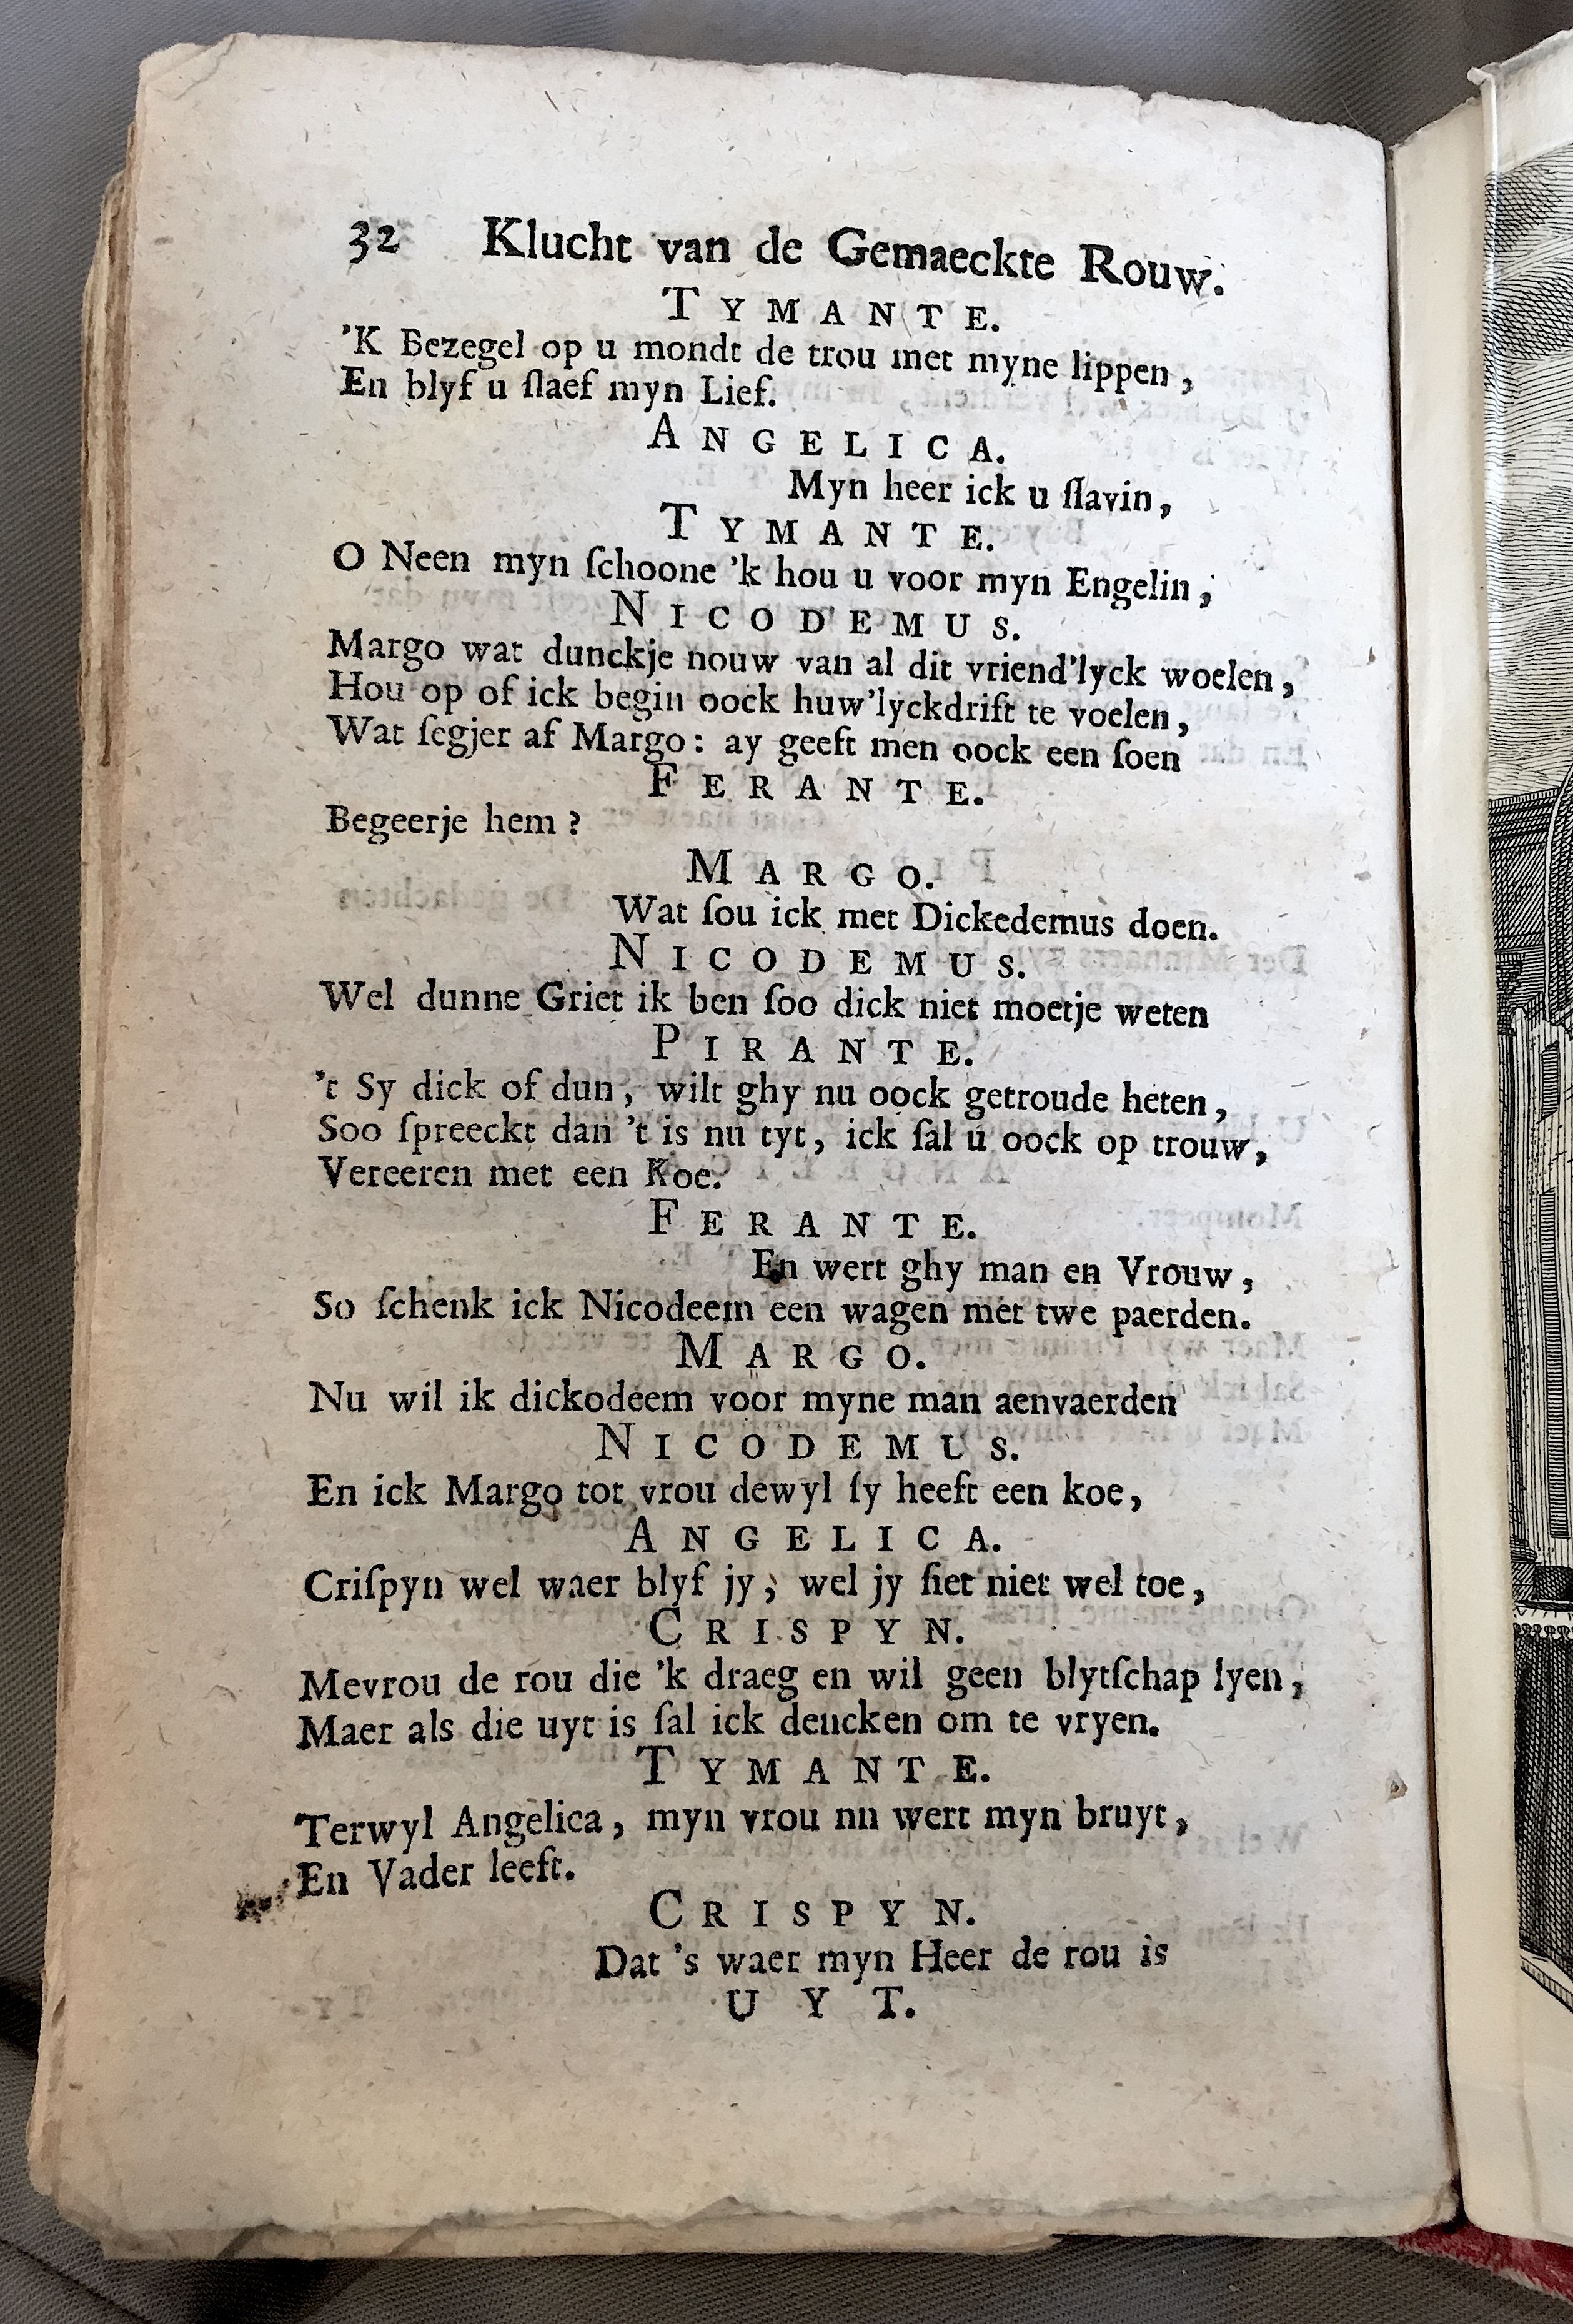 32 Klucht van de Gemaeckte Rouw.
TYMANTE.
'K Bezegel op u mondt de trou met myne lippen,
En blyf u ſlaef myn Lief.
ANGELICA.
Myn heer ick u ſlavin,
TYMANTE.
O Neen myn ſchoone 'k hou u voor myn Engelin,
NICODEMUS.
Margo wat dunckje nouw van al dit vriend'lyck woelen,
Hou op of ick begin oock huw'lyckdrift te voelen,
Wat ſegjer af Margo: ay geeft men oock een ſoen
FERANTE.
Begeerje hem?
MARGO.
Wat ſou ick met Dickedemus doen.
NICODEMUS.
Wel dunne Griet ik ben ſoo dick niet moetje weten
PIRANTE.
't Sy dick of dun, wilt ghy nu oock getroude heten,
Soo ſpreeckt dan 't is nu tyt, ick ſal u oock op trouw,
Vereeren met een Koe.
FERANTE.
En wert ghy man en Vrouw,
So ſchenk ick Nicodeem een wagen met twe paerden.
MARGO.
Nu wil ik dickodeem voor myne man aenvaerden
NICODEMUS.
En ick Margo tot vrou dewyl ſy heeft een koe,
ANGELICA.
Criſpyn wel waer blyf jy, wel jy ſiet niet wel toe,
CRISPYN.
Mevrou de rou die 'k draeg en wil geen blytſchap lyen,
Maer als die uyt is ſal ick dencken om te vryen.
TYMANTE.
Terwyl Angelica, myn vrou nu wert myn bruyt,
En Vader leeft.
CRISPYN.
Dat 's waer myn Heer de rou is
UYT.